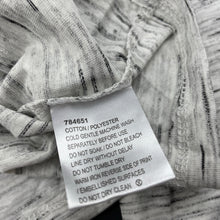 784651
COTTON / POLYESTER
COLD GENTLE MACHINE WASH
SEPARATELY BEFORE USE
DO NOT SOAK / DO NOT BLEACH
LINE DRY WITHOUT DELAY
DO NOT TUMBLE DRY
WARM IRON REVERSE SIDE OF PRINT
/ EMBELLISHED SURFACES
DO NOT DRY CLEAN